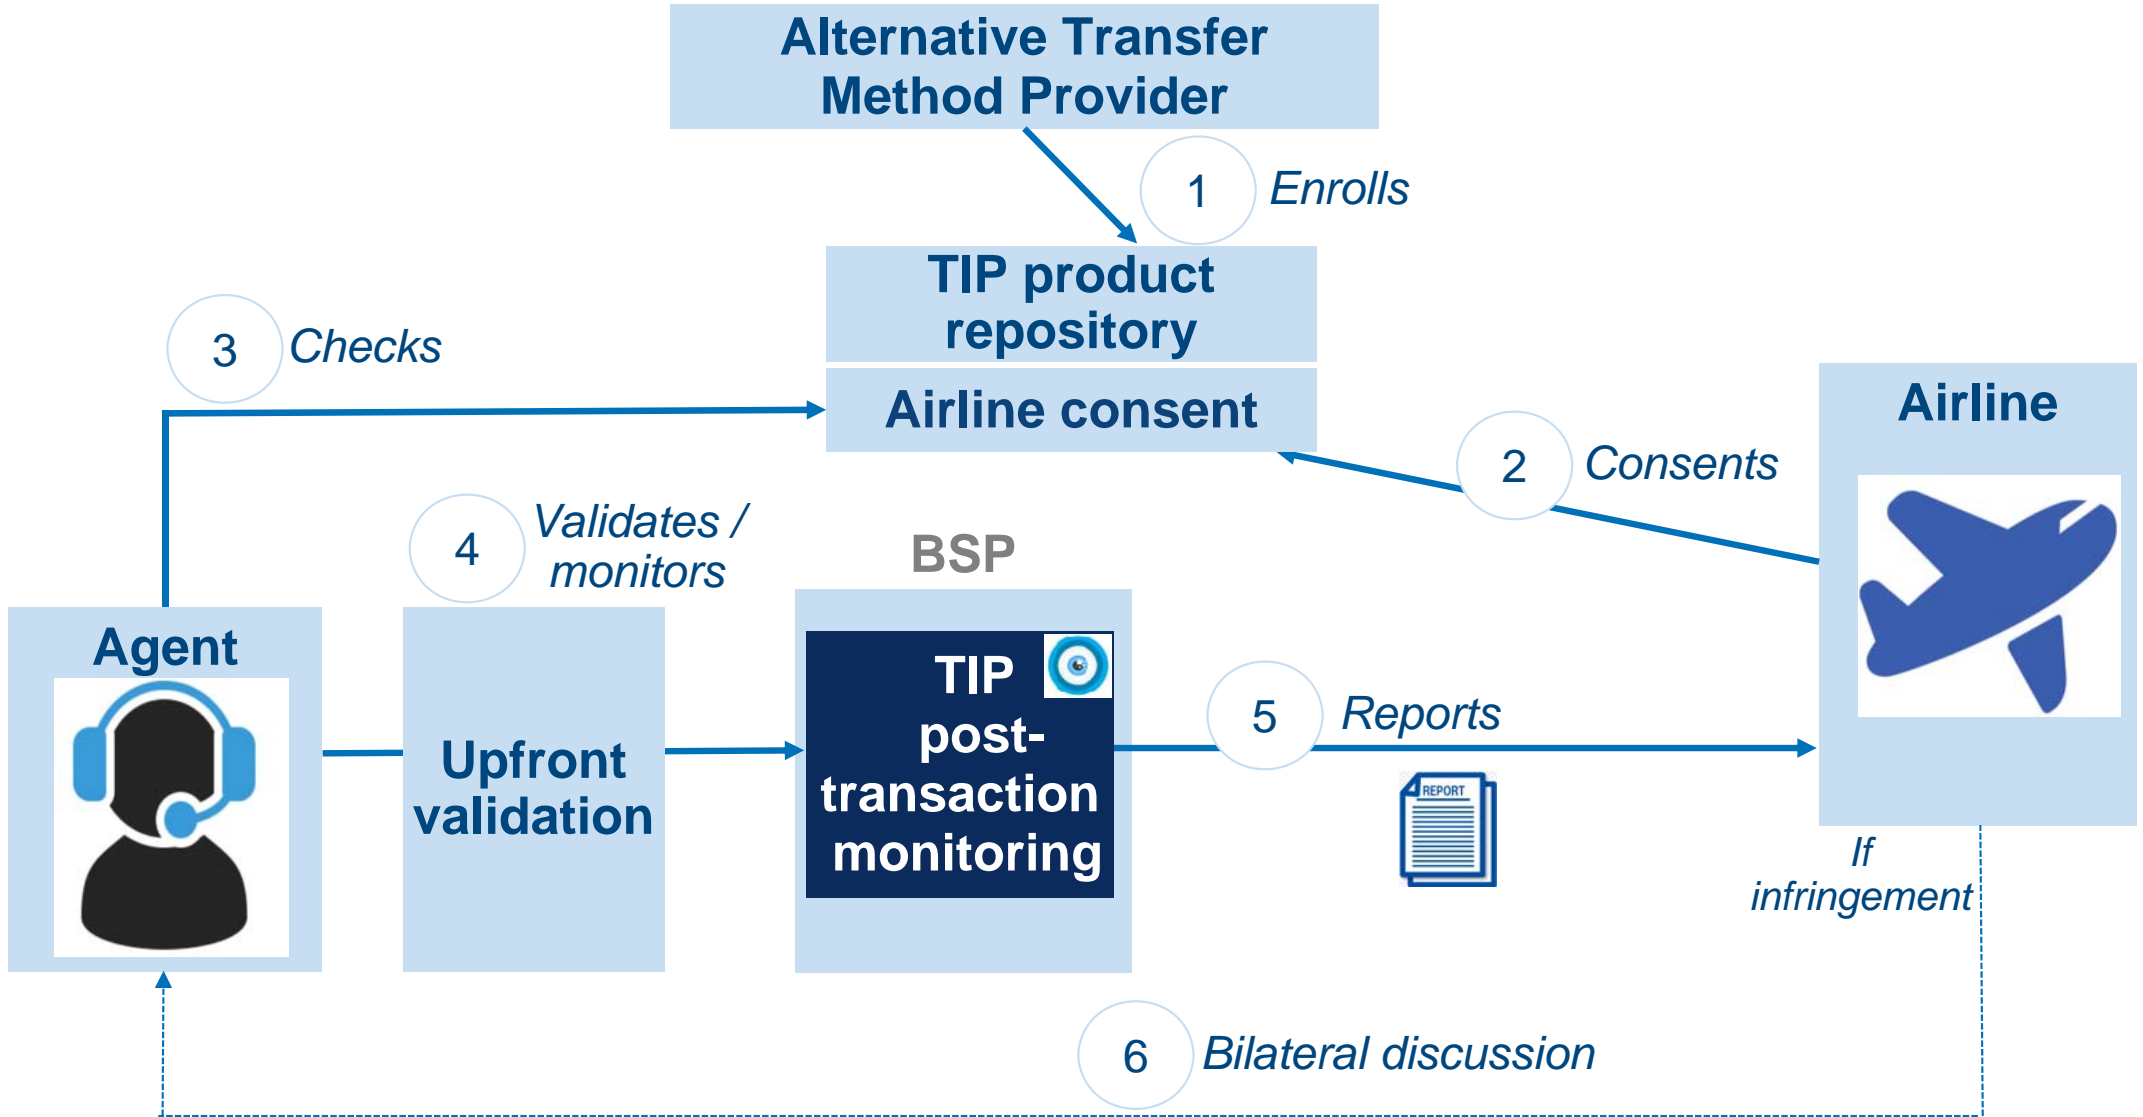 Alternative Transfer
Method Provider
1
Enrolls
TIP product
repository
3
Checks
Airline consent
Airline
2
Consents
4
Validates /
monitors
BSP
Agent
TIP
post-
transaction
monitoring
Upfront
validation
5
Reports
REPORT
If
infringement
6
Bilateral discussion